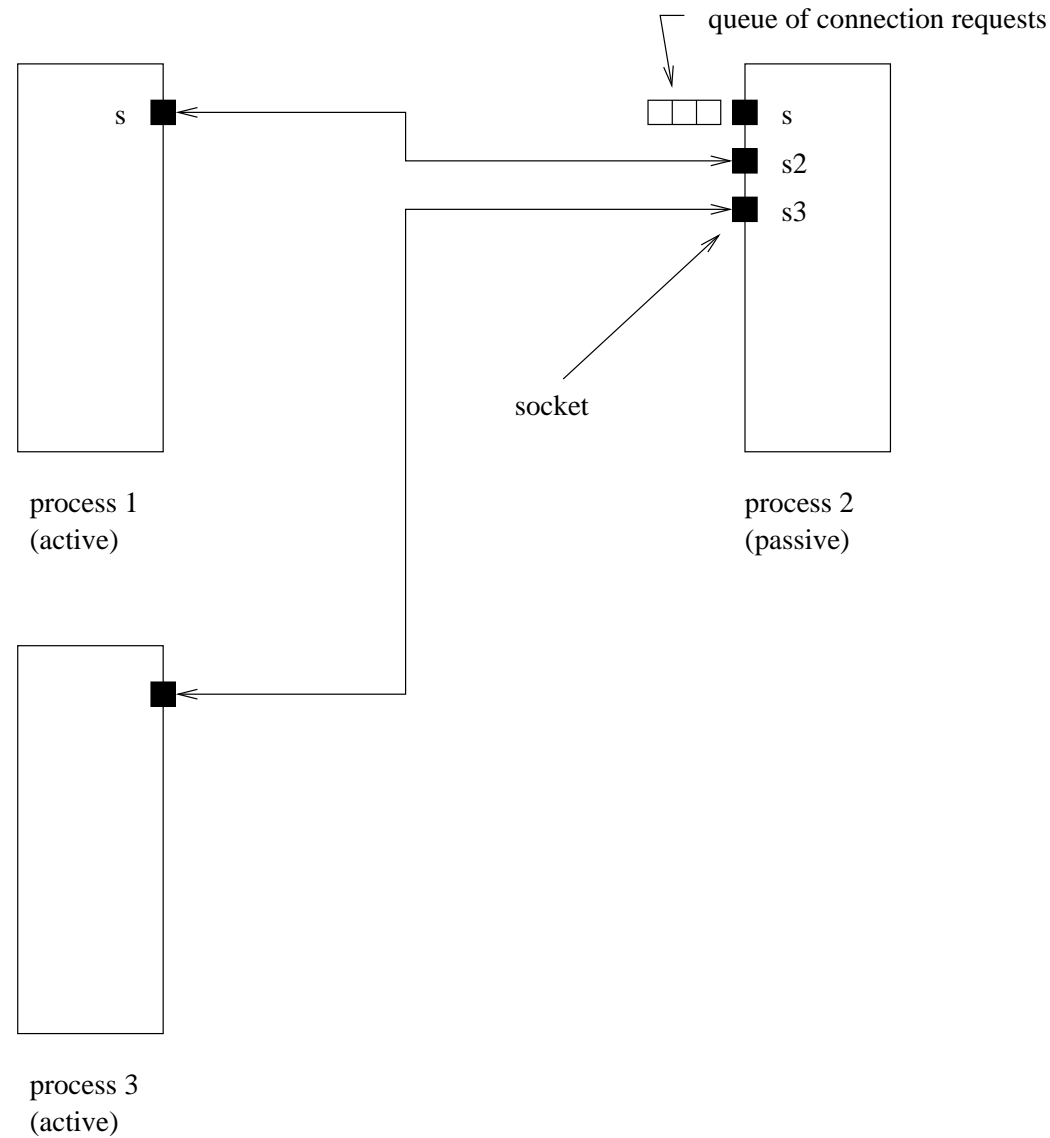 queue of connection requests
s
s
s2
s3
socket
process 1
(active)
process 2
(passive)
process 3
(active)